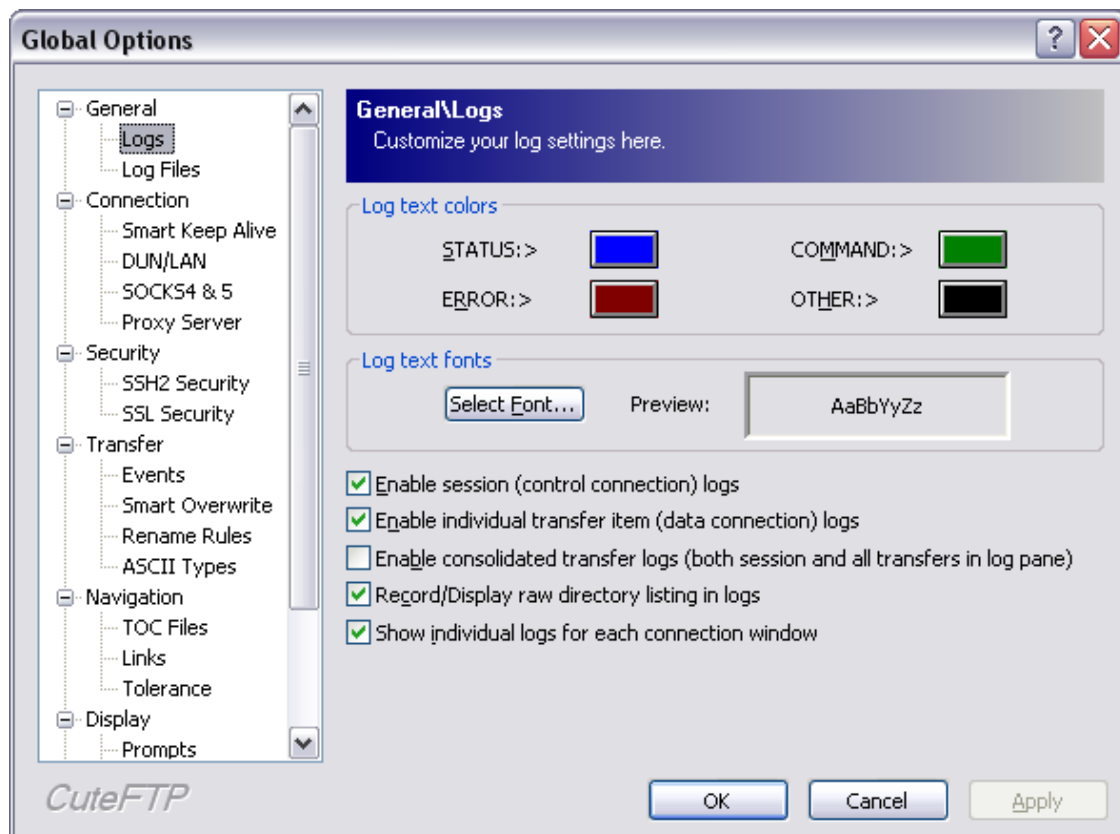 Global Options
General
Logs
Log Files
Connection
Smart Keep Alive
DUN/LAN
SOCKS4 & 5
Proxy Server
Security
SSH2 Security
SSL Security
Transfer
Events
Smart Overwrite
Rename Rules
ASCII Types
Navigation
TOC Files
Links
Tolerance
Display
Prompts
General\Logs
Customize your log settings here.
Log text colors
STATUS:> COMMAND:>
ERROR:> OTHER:>
Log text fonts
Select Font... Preview: AaBbYyZz
Enable session (control connection) logs
Enable individual transfer item (data connection) logs
Enable consolidated transfer logs (both session and all transfers in log pane)
Record/Display raw directory listing in logs
Show individual logs for each connection window
CuteFTP
OK Cancel Apply